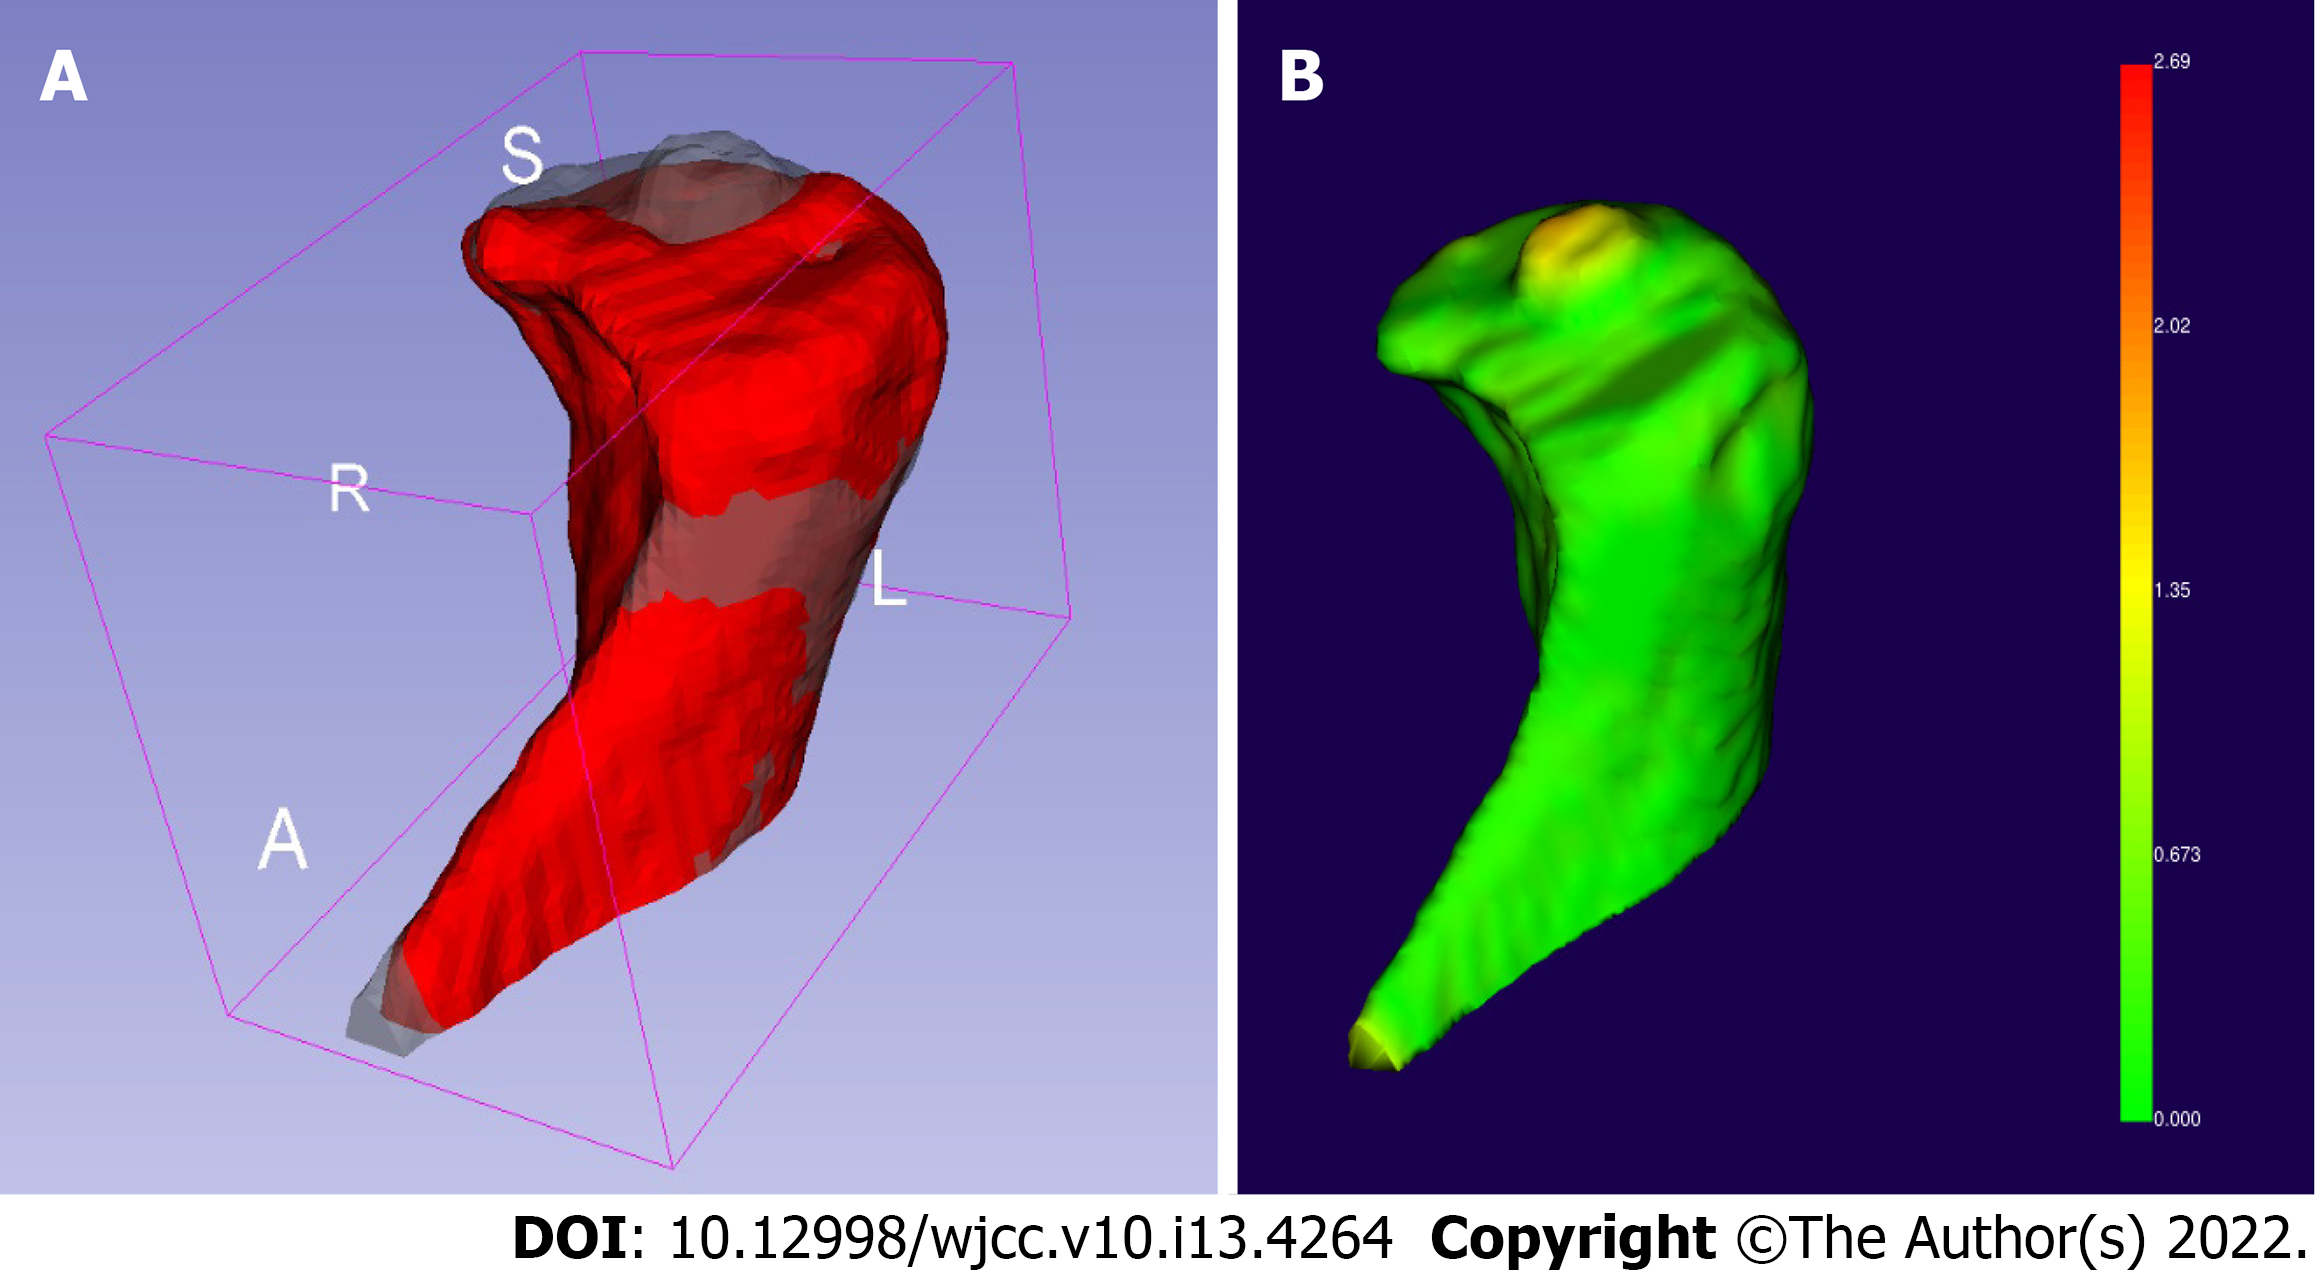 A
S
R
L
A
B
2.69
2.02
1.35
0.673
0.000
DOI: 10.12998/wjcc.v10.i13.4264 Copyright ©The Author(s) 2022.